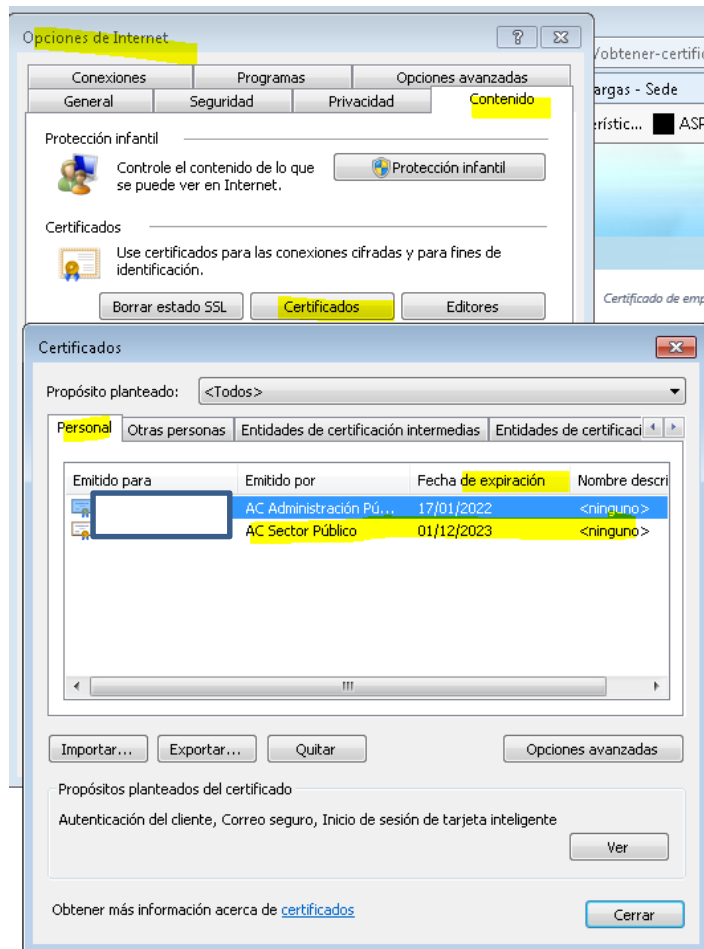 Opciones de Internet
/obtener-certific
Conexiones Programas Opciones avanzadas
argas - Sede
General Seguridad Privacidad Contenido
erístic... ASP
Protección infantil
Controle el contenido de lo que
se puede ver en Internet.
Protección infantil
Certificados
Use certificados para las conexiones cifradas y para fines de
identificación.
Certificado de emp
Borrar estado SSL Certificados Editores
Certificados
Propósito planteado: <Todos>
Personal Otras personas Entidades de certificación intermedias Entidades de certificaci
Emitido para Emitido por Fecha de expiración Nombre descri
AC Administración Pú... 17/01/2022 <ninguno>
AC Sector Público 01/12/2023 <ninguno>
Importar... Exportar... Quitar Opciones avanzadas
Propósitos planteados del certificado
Autenticación del cliente, Correo seguro, Inicio de sesión de tarjeta inteligente
Ver
Obtener más información acerca de certificados
Cerrar